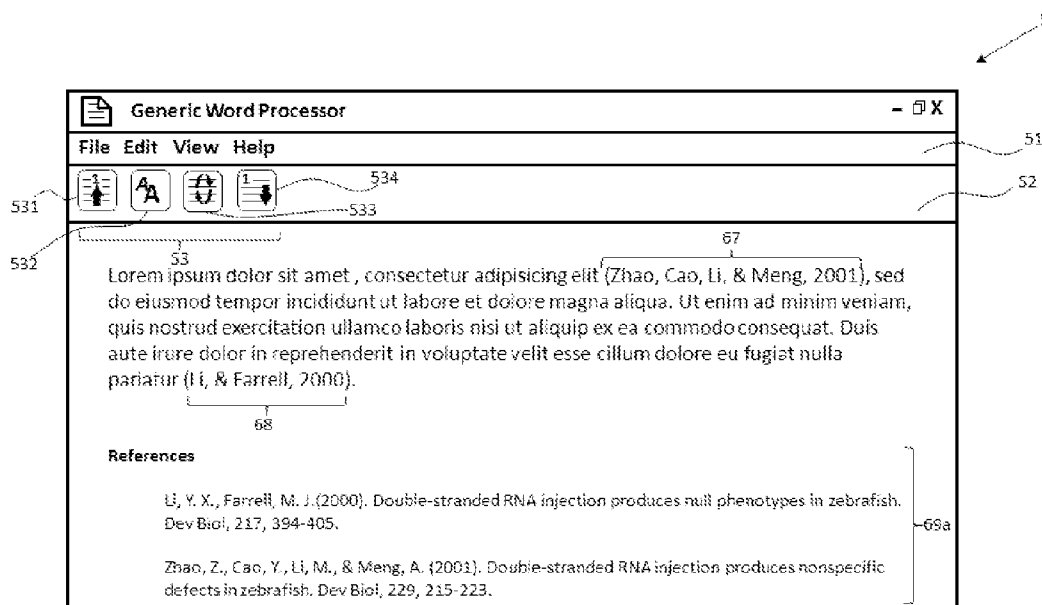 Generic Word Processor
File Edit View Help
51
1
A A
1
534
52
531
533
532
53
67
Lorem ipsum dolor sit amet , consectetur adipisicing elit (Zhao, Cao, Li, & Meng, 2001), sed
do eiusmod tempor incididunt ut labore et dolore magna aliqua. Ut enim ad minim veniam,
quis nostrud exercitation ullamco laboris nisi ut aliquip ex ea commodo consequat. Duis
aute irure dolor in reprehenderit in voluptate velit esse cillum dolore eu fugiat nulla
pariatur (Li, & Farrell, 2000).
68
References
Li, Y. X., Farrell, M. J.(2000). Double-stranded RNA injection produces null phenotypes in zebrafish.
Dev Biol, 217, 394-405.
69a
Zhao, Z., Cao, Y., Li, M., & Meng, A. (2001). Double-stranded RNA injection produces nonspecific
defects in zebrafish. Dev Biol, 229, 215-223.